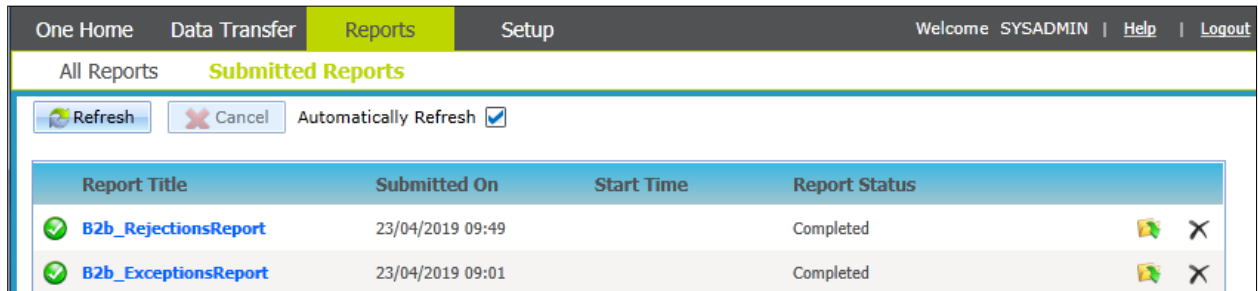 One Home Data Transfer Reports Setup Welcome SYSADMIN | Help | Logout
All Reports Submitted Reports
Refresh Cancel Automatically Refresh
Report Title Submitted On Start Time Report Status
B2b_RejectionsReport 23/04/2019 09:49 Completed
B2b_ExceptionsReport 23/04/2019 09:01 Completed